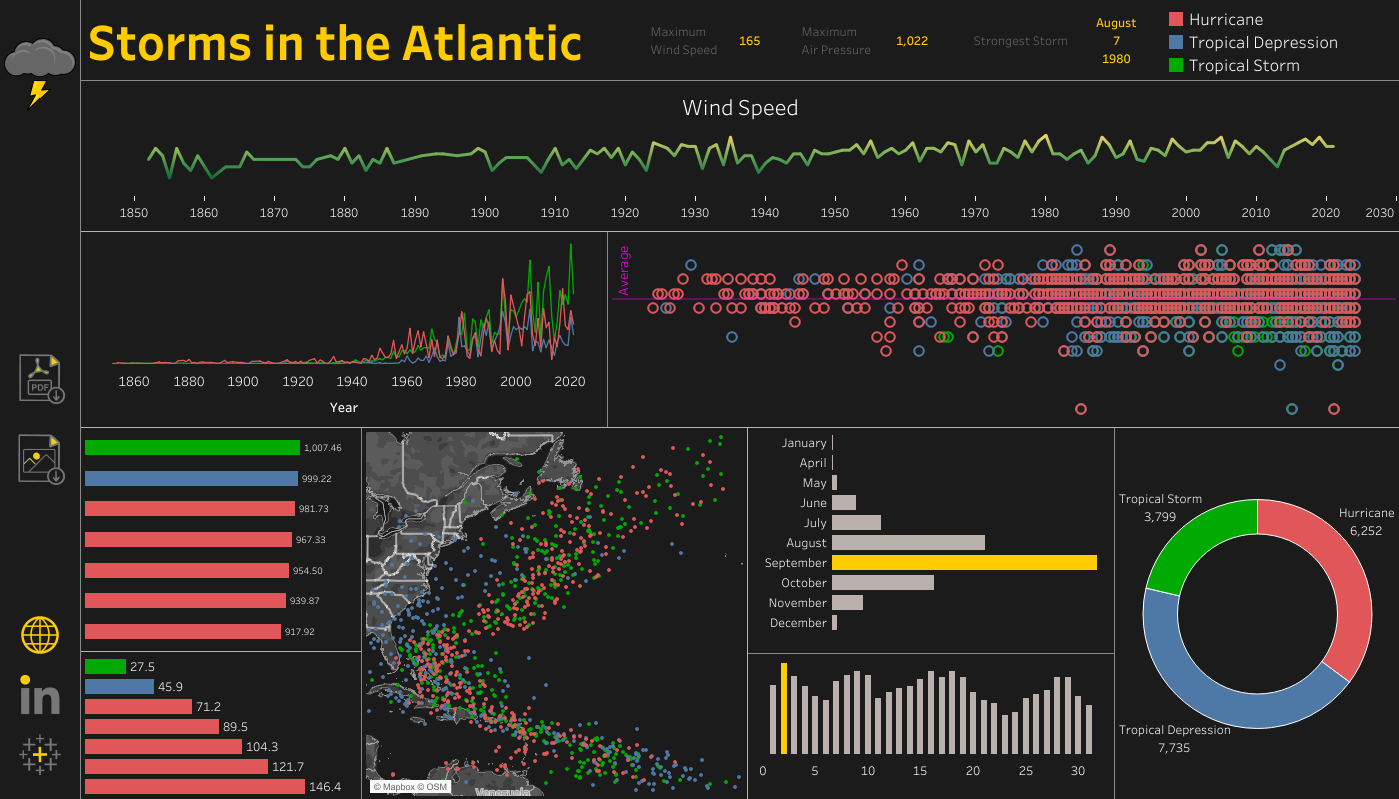 Storms in the Atlantic
Maximum
Wind Speed
165
Maximum
Air Pressure
1,022
Strongest Storm
August
7
1980
Hurricane
Tropical Depression
Tropical Storm
Wind Speed
1850 1860 1870 1880 1890 1900 1910 1920 1930 1940 1950 1960 1970 1980 1990 2000 2010 2020 2030
1860 1880 1900 1920 1940 1960 1980 2000 2020
Year
Average
PDF
in
1,007.46
999.22
981.73
967.33
954.50
939.87
917.92
27.5
45.9
71.2
89.5
104.3
121.7
146.4
© Mapbox © OSM
Venezuela
January
April
May
June
July
August
September
October
November
December
0 5 10 15 20 25 30
Tropical Storm
3,799
Hurricane
6,252
Tropical Depression
7,735